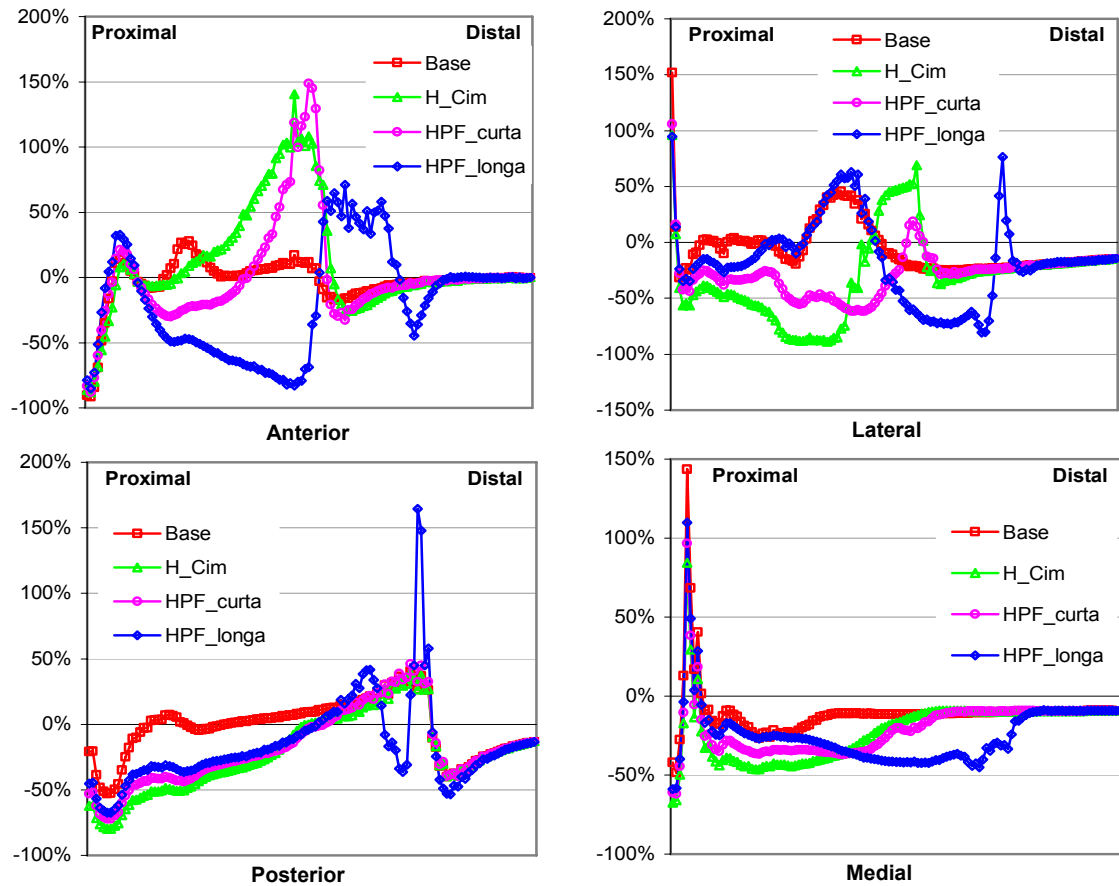 200%
150%
100%
50%
0%
-50%
-100%
Proximal Distal
Base
H_Cim
HPF_curta
HPF_longa
Anterior
200%
150%
100%
50%
0%
-50%
-100%
-150%
Proximal Distal
Base
H_Cim
HPF_curta
HPF_longa
Lateral
200%
150%
100%
50%
0%
-50%
-100%
Proximal Distal
Base
H_Cim
HPF_curta
HPF_longa
Posterior
150%
100%
50%
0%
-50%
-100%
Proximal Distal
Base
H_Cim
HPF_curta
HPF_longa
Medial